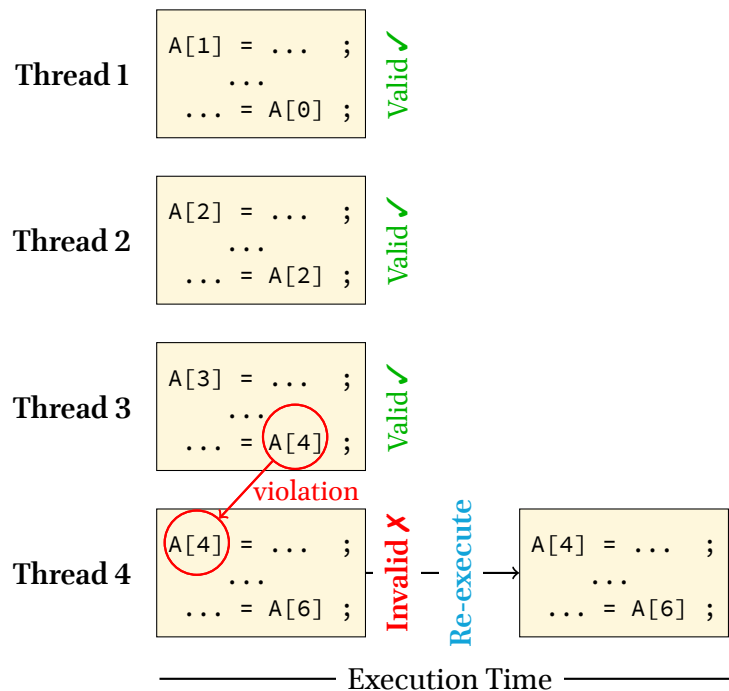 Thread 1
A[1] = ... ;
...
... = A[0] ;
Valid ✓
Thread 2
A[2] = ... ;
...
... = A[2] ;
Valid ✓
Thread 3
A[3] = ... ;
...
... = A[4] ;
Valid ✓
violation
Thread 4
A[4] = ... ;
...
... = A[6] ;
Invalid ✗
Re-execute
A[4] = ... ;
...
... = A[6] ;
Execution Time